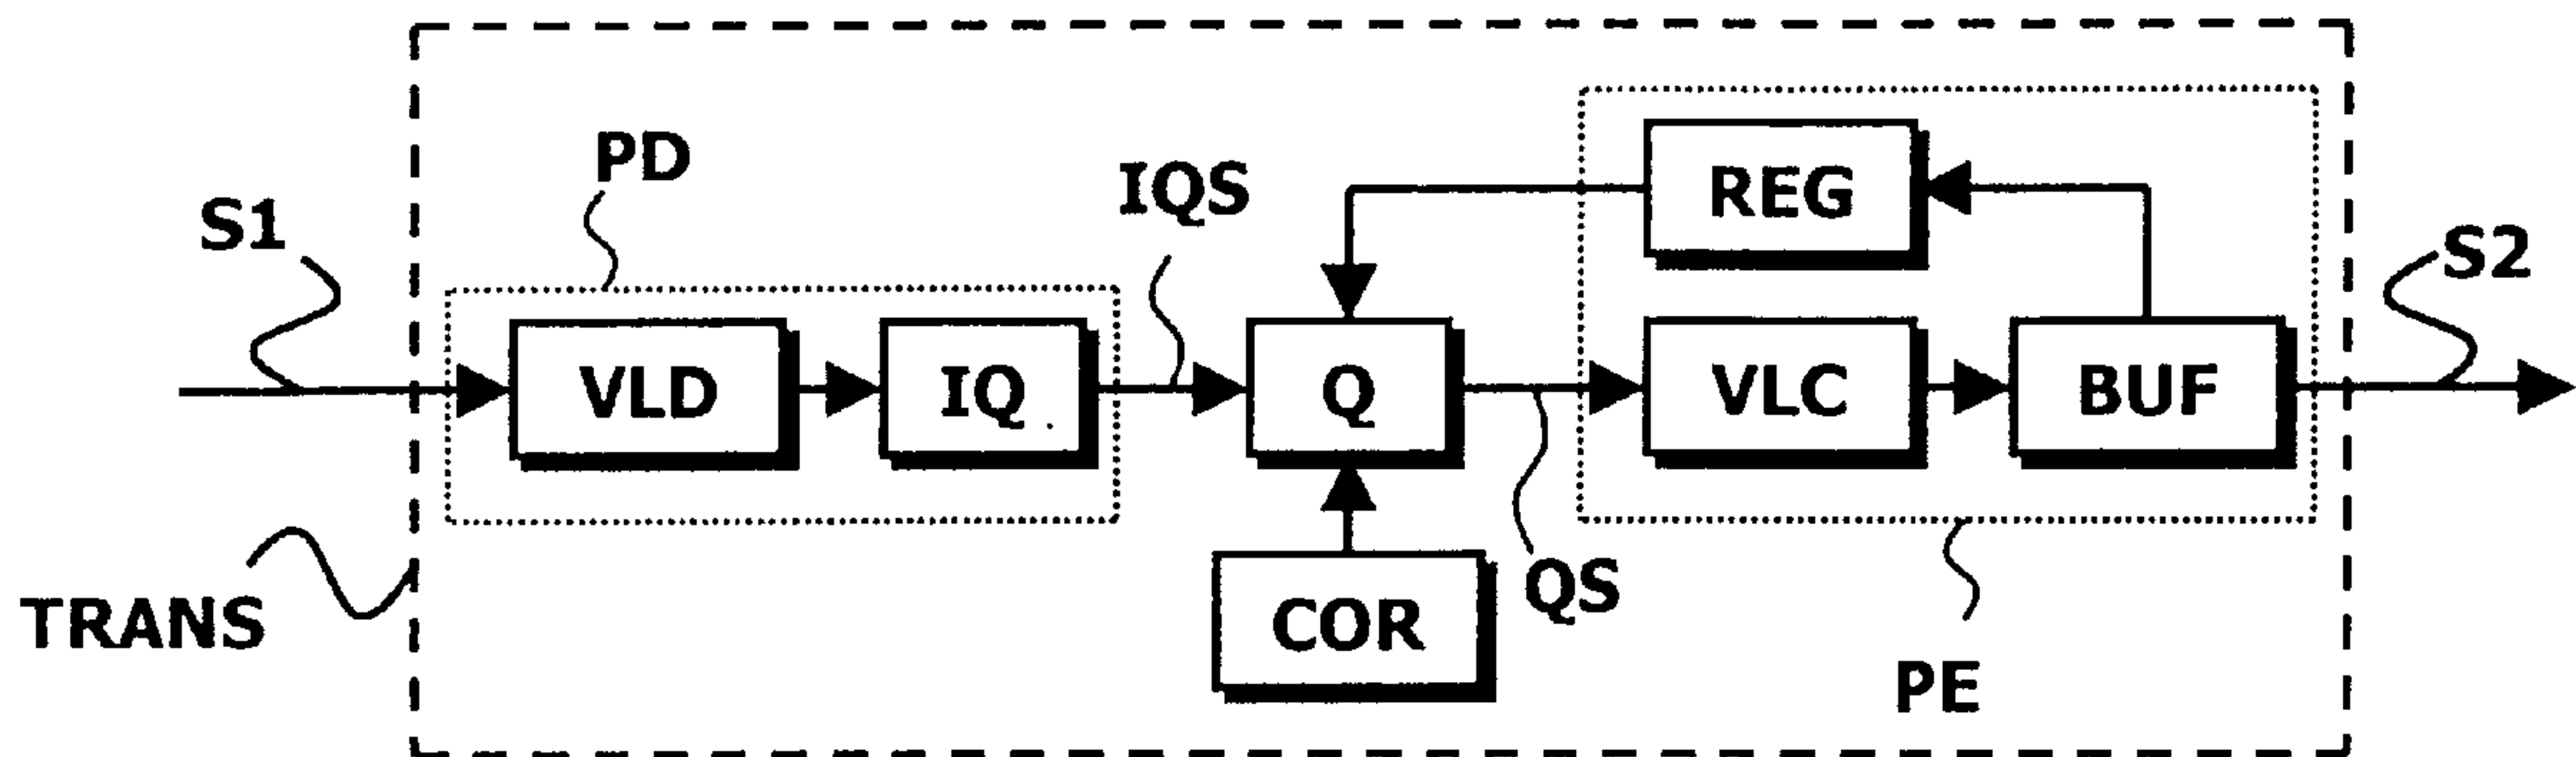 PD
IQS
REG
S1
S2
VLD
IQ
Q
VLC
BUF
COR
QS
TRANS
PE